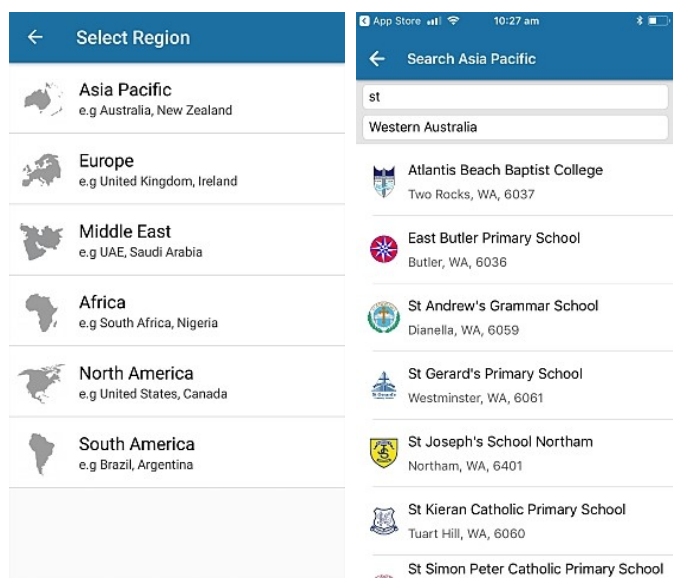 Select Region
Asia Pacific
e.g Australia, New Zealand
Europe
e.g United Kingdom, Ireland
Middle East
e.g UAE, Saudi Arabia
Africa
e.g South Africa, Nigeria
North America
e.g United States, Canada
South America
e.g Brazil, Argentina
App Store 10:27 am
Search Asia Pacific
st
Western Australia
Atlantis Beach Baptist College
Two Rocks, WA, 6037
East Butler Primary School
Butler, WA, 6036
St Andrew's Grammar School
Dianella, WA, 6059
St Gerard's Primary School
Westminster, WA, 6061
St Joseph's School Northam
Northam, WA, 6401
St Kieran Catholic Primary School
Tuart Hill, WA, 6060
St Simon Peter Catholic Primary School